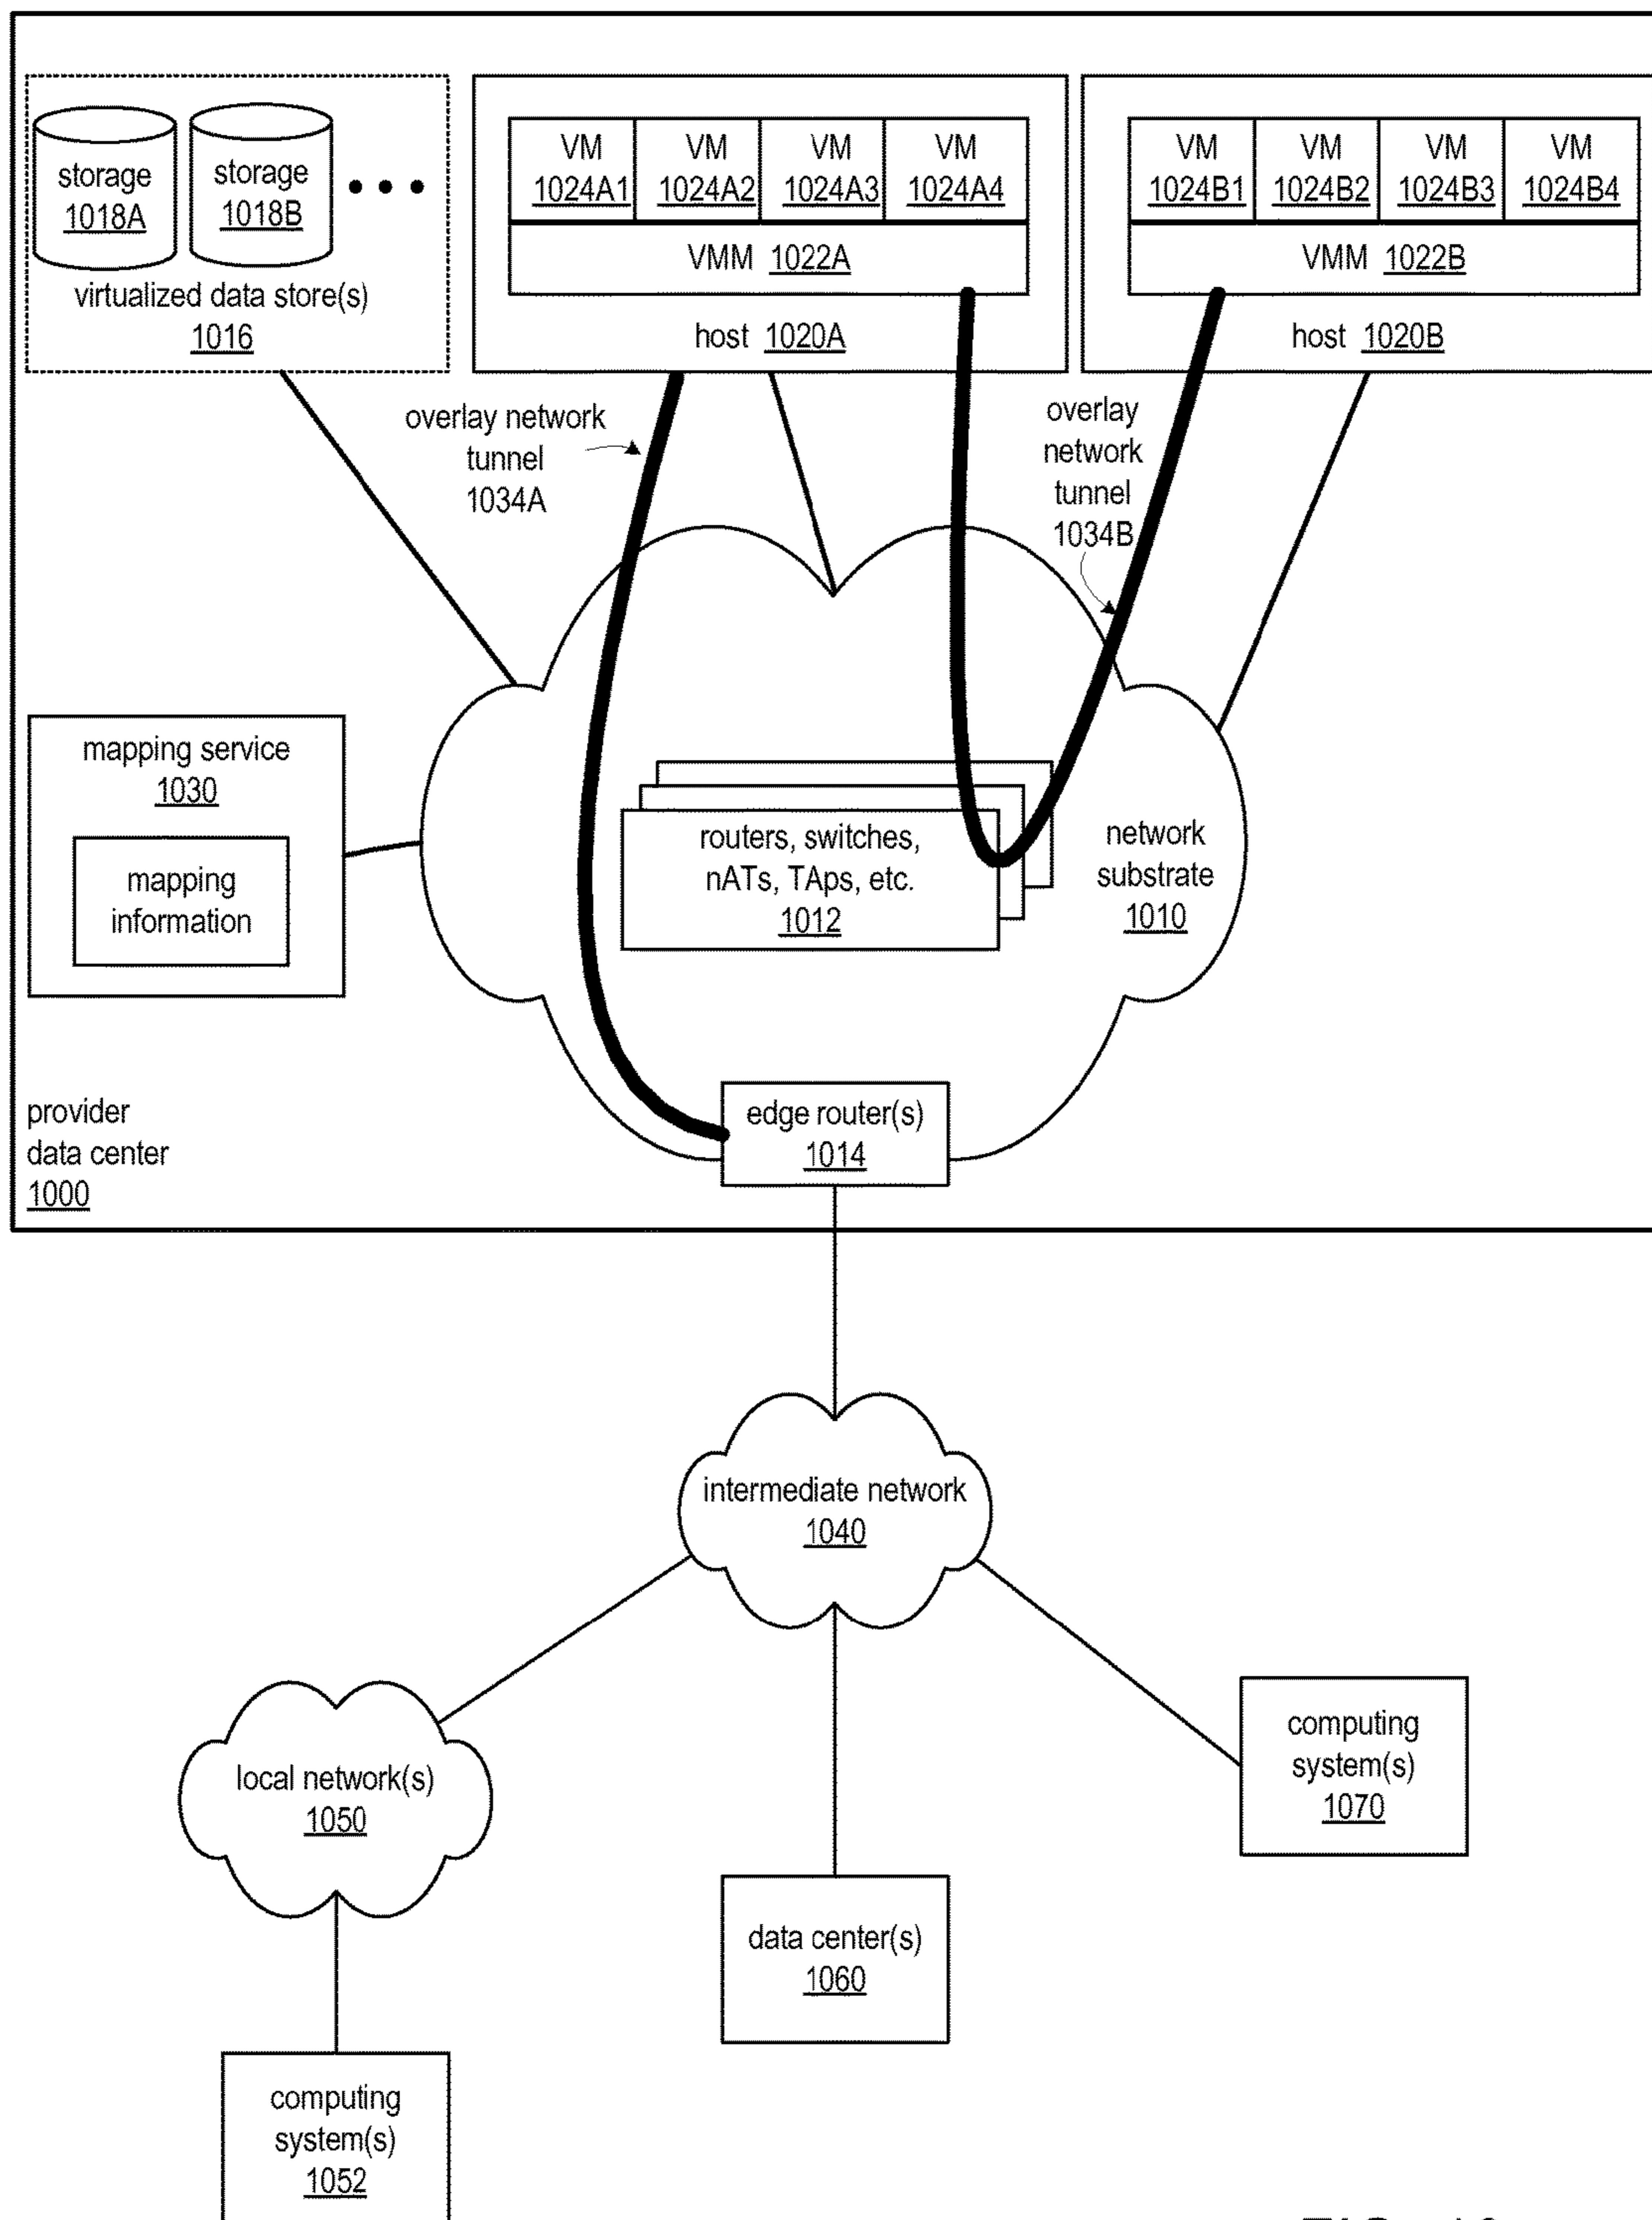 storage
1018A
storage
1018B
virtualized data store(s)
1016
VM
1024A1
VM
1024A2
VM
1024A3
VM
1024A4
VMM 1022A
host 1020A
VM
1024B1
VM
1024B2
VM
1024B3
VM
1024B4
VMM 1022B
host 1020B
overlay network
tunnel
1034A
overlay
network
tunnel
1034B
mapping service
1030
mapping
information
routers, switches,
nATs, TAps, etc.
1012
network
substrate
1010
edge router(s)
1014
provider
data center
1000
intermediate network
1040
local network(s)
1050
computing
system(s)
1070
data center(s)
1060
computing
system(s)
1052